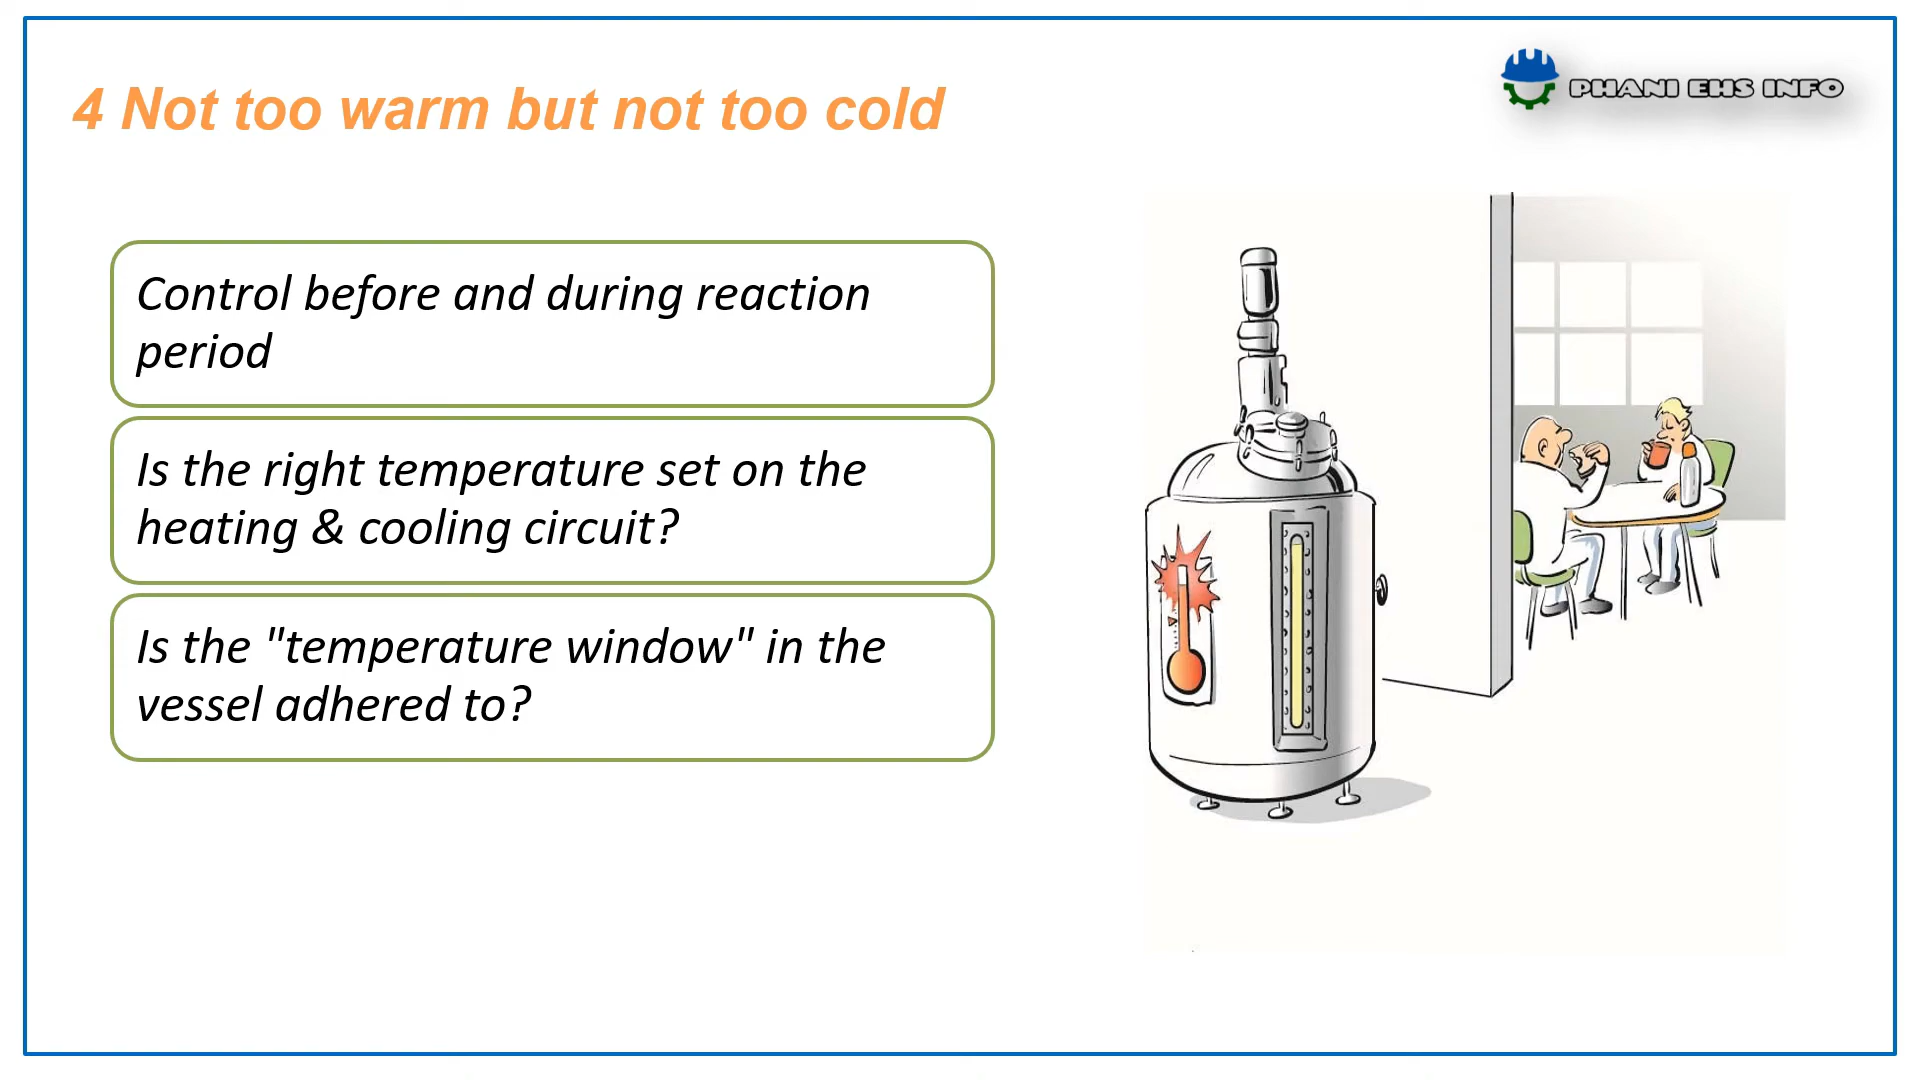 4 Not too warm but not too cold
PHANI EHS INFO
Control before and during reaction
period
Is the right temperature set on the
heating & cooling circuit?
Is the "temperature window" in the
vessel adhered to?